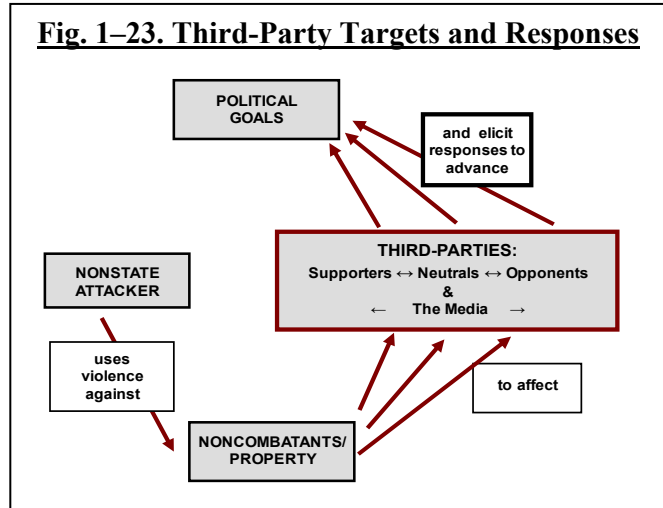 Fig. 1–23. Third-Party Targets and Responses
POLITICAL
GOALS
and elicit
responses to
advance
THIRD-PARTIES:
Supporters ↔ Neutrals ↔ Opponents
&
← The Media →
NONSTATE
ATTACKER
uses
violence
against
to affect
NONCOMBATANTS/
PROPERTY